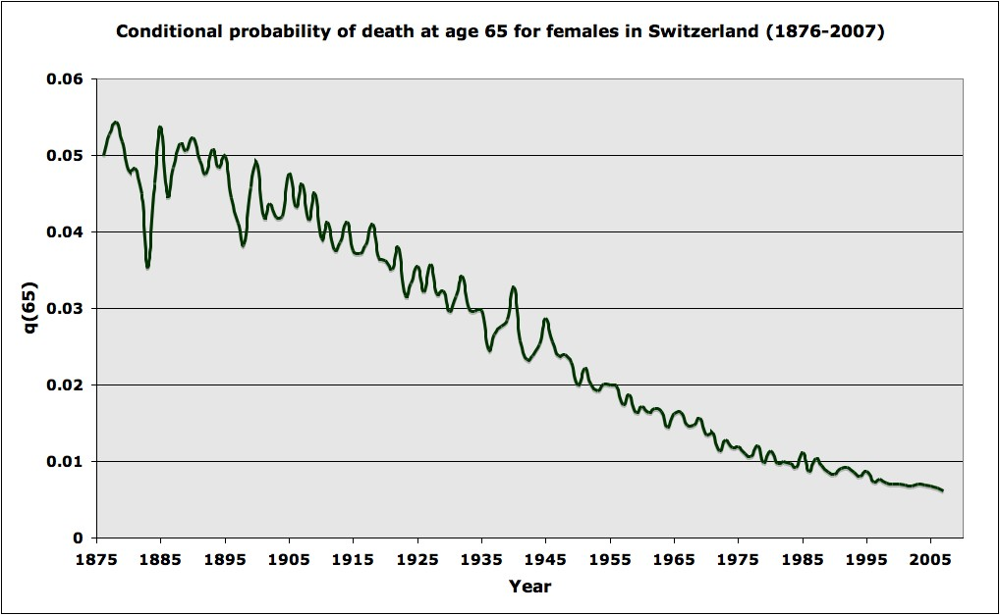 Conditional probability of death at age 65 for females in Switzerland (1876-2007)
0.06
0.05
0.04
0.03
0.02
0.01
0
q(65)
1875 1885 1895 1905 1915 1925 1935 1945 1955 1965 1975 1985 1995 2005
Year